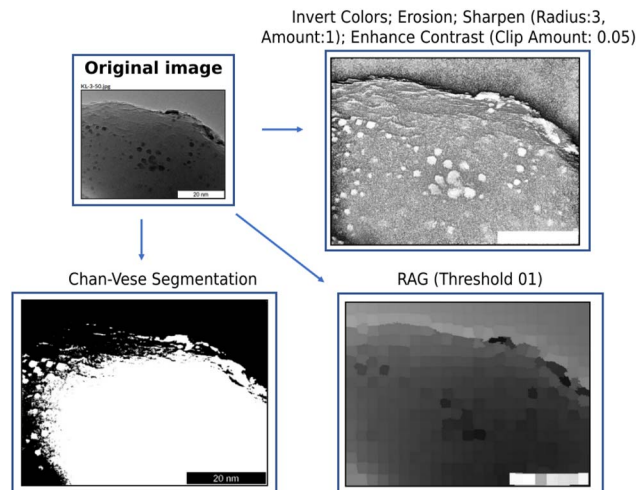 Invert Colors; Erosion; Sharpen (Radius:3,
Amount:1); Enhance Contrast (Clip Amount: 0.05)
Original image
KL-3-50.jpg
20 nm
Chan-Vese Segmentation
RAG (Threshold 01)
20 nm